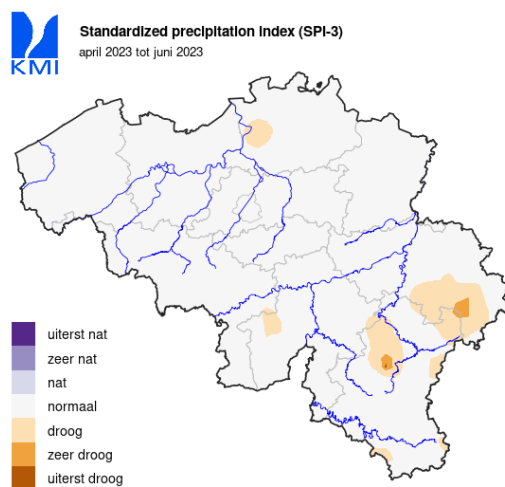 Standardized precipitation index (SPI-3)
april 2023 tot juni 2023
KMI
uiterst nat
zeer nat
nat
normaal
droog
zeer droog
uiterst droog